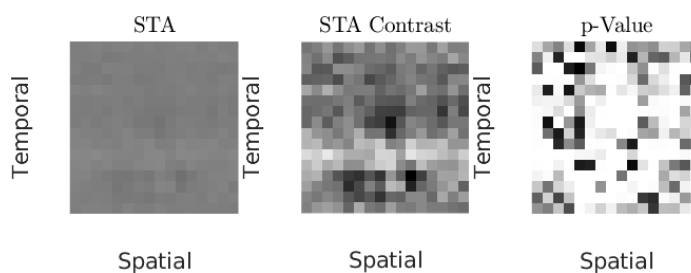 STA
STA Contrast
p-Value
Temporal
Temporal
Temporal
Spatial
Spatial
Spatial